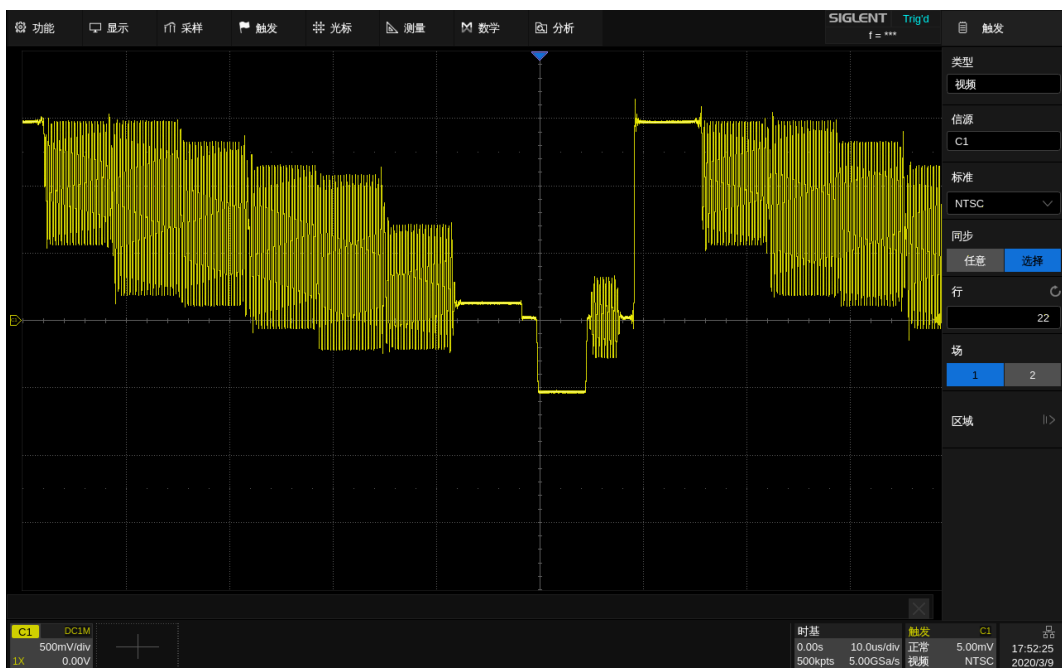 功能 显示 采样 触发 光标 测量 数学 分析
SIGLENT Trig'd
f = ***
触发
类型
视频
信源
C1
标准
NTSC
同步
任意 选择
行
22
场
1 2
区域
C1 DC1M
500mV/div
1X 0.00V
时基
0.00s 10.0us/div
500kpts 5.00GSa/s
触发 C1
正常 5.00mV
视频 NTSC
17:52:25
2020/3/9